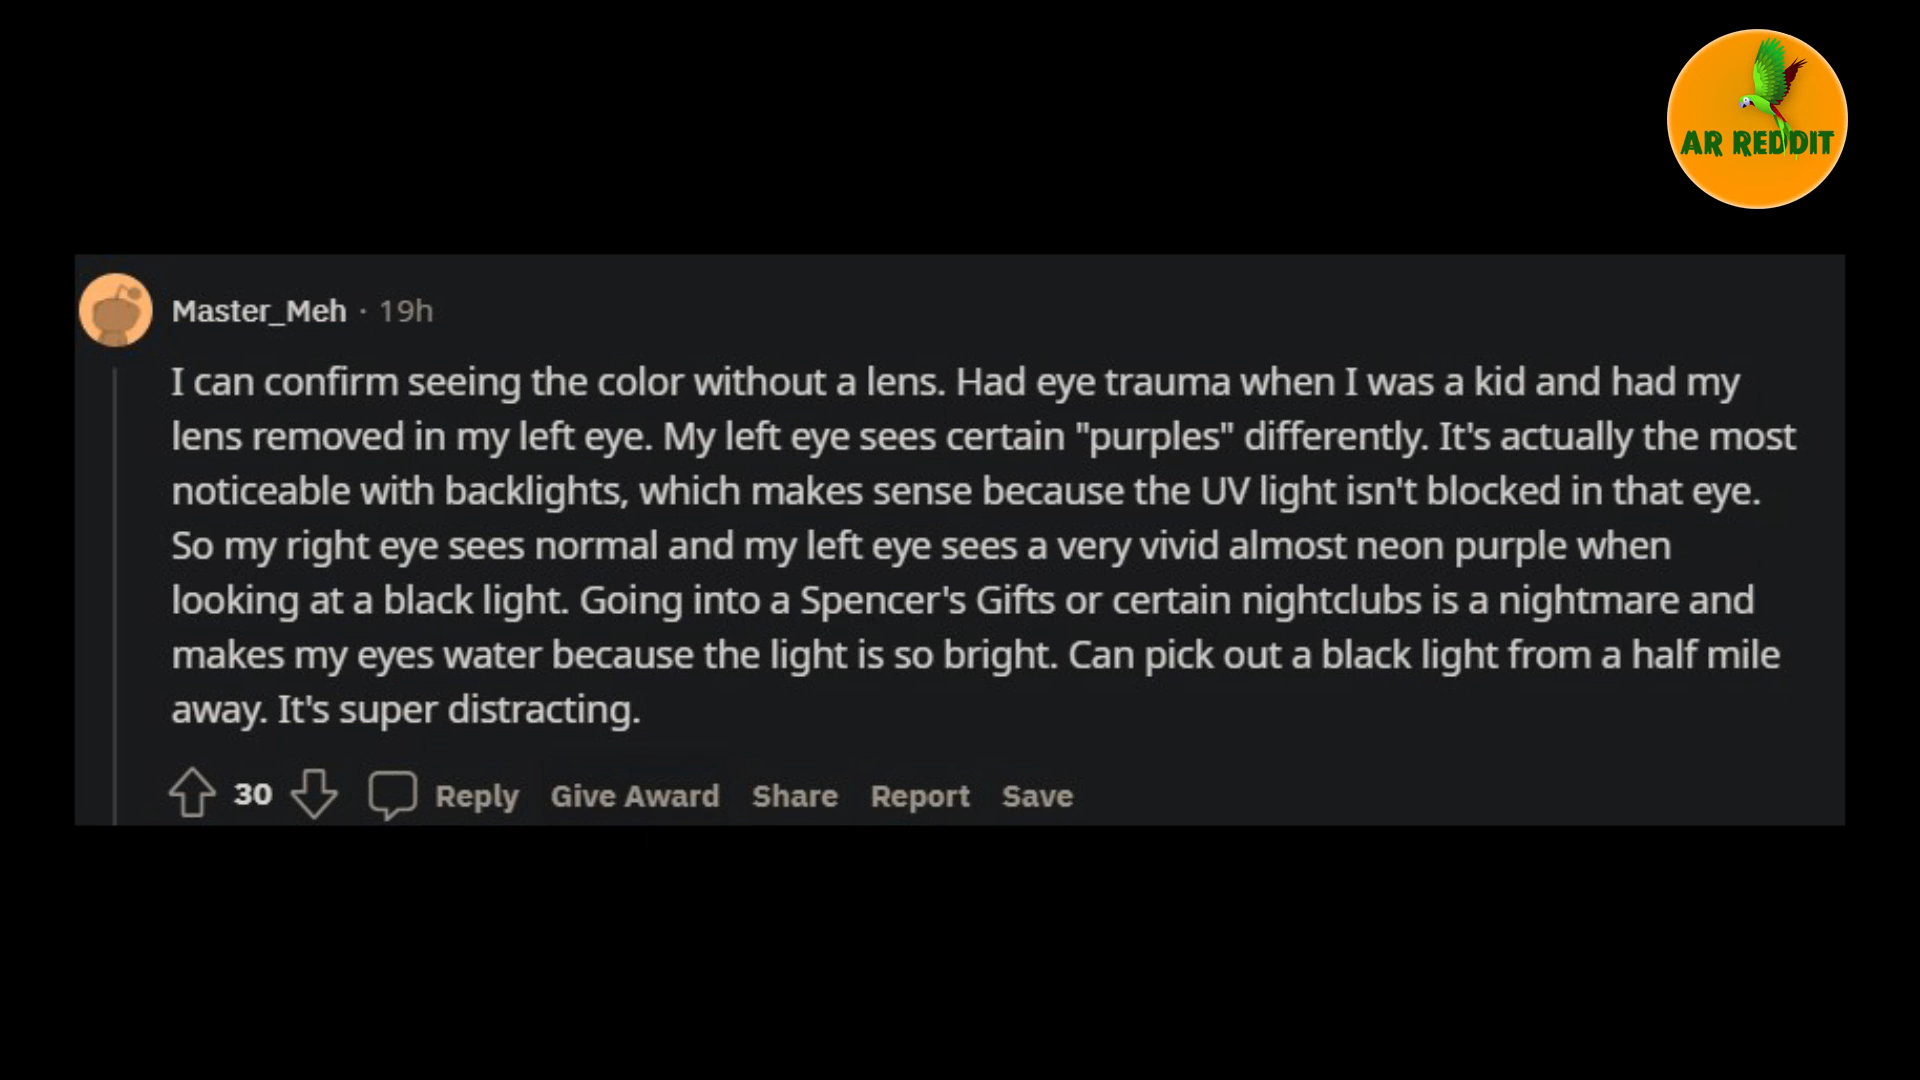 AR REDDIT
Master_Meh · 19h
I can confirm seeing the color without a lens. Had eye trauma when I was a kid and had my
lens removed in my left eye. My left eye sees certain "purples" differently. It's actually the most
noticeable with backlights, which makes sense because the UV light isn't blocked in that eye.
So my right eye sees normal and my left eye sees a very vivid almost neon purple when
looking at a black light. Going into a Spencer's Gifts or certain nightclubs is a nightmare and
makes my eyes water because the light is so bright. Can pick out a black light from a half mile
away. It's super distracting.
30 Reply Give Award Share Report Save